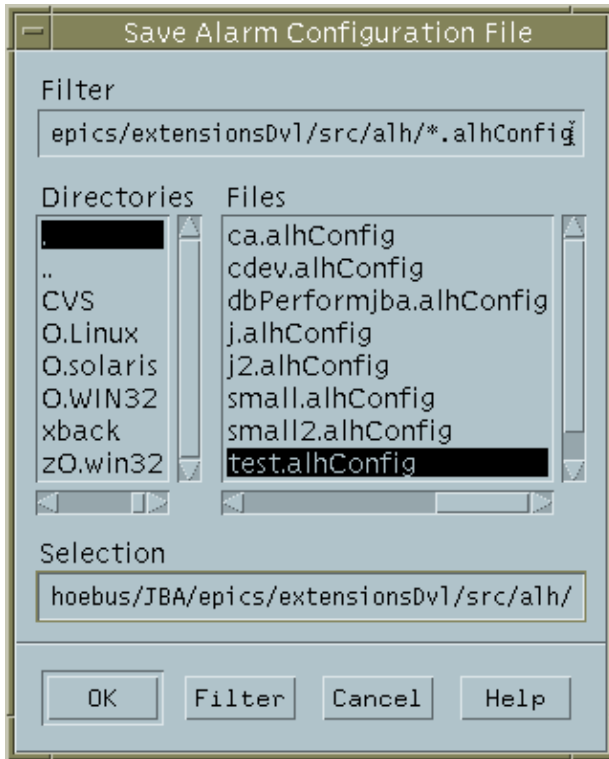 Save Alarm Configuration File
Filter
epics/extensionsDvl/src/alh/*.alhConfig
Directories
.
..
CVS
O.Linux
O.solaris
O.WIN32
xback
zO.win32
Files
ca.alhConfig
cdev.alhConfig
dbPerformjba.alhConfig
j.alhConfig
j2.alhConfig
small.alhConfig
small2.alhConfig
test.alhConfig
Selection
hoebus/JBA/epics/extensionsDvl/src/alh/
OK
Filter
Cancel
Help